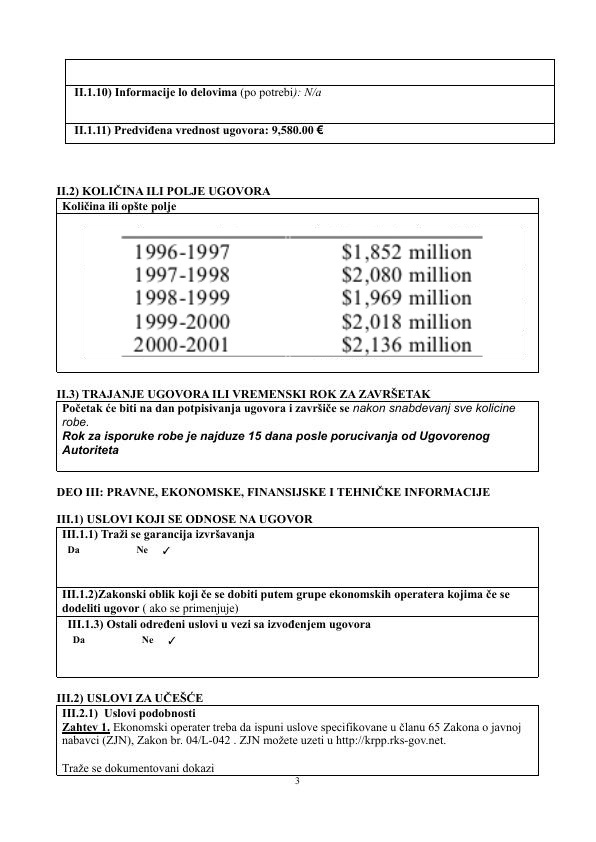 II.1.10) Informacije lo delovima (po potrebi): N/a
II.1.11) Predviđena vrednost ugovora: 9,580.00 €
II.2) KOLIČINA ILI POLJE UGOVORA
Količina ili opšte polje
1996-1997 $1,852 million
1997-1998 $2,080 million
1998-1999 $1,969 million
1999-2000 $2,018 million
2000-2001 $2,136 million
II.3) TRAJANJE UGOVORA ILI VREMENSKI ROK ZA ZAVRŠETAK
Početak će biti na dan potpisivanja ugovora i završiče se nakon snabdevanj sve kolicine
robe.
Rok za isporuke robe je najduze 15 dana posle porucivanja od Ugovorenog
Autoriteta
DEO III: PRAVNE, EKONOMSKE, FINANSIJSKE I TEHNIČKE INFORMACIJE
III.1) USLOVI KOJI SE ODNOSE NA UGOVOR
III.1.1) Traži se garancija izvršavanja
Da Ne ✓
III.1.2)Zakonski oblik koji če se dobiti putem grupe ekonomskih operatera kojima če se
dodeliti ugovor ( ako se primenjuje)
III.1.3) Ostali određeni uslovi u vezi sa izvođenjem ugovora
Da Ne ✓
III.2) USLOVI ZA UČEŠĆE
III.2.1) Uslovi podobnosti
Zahtev 1. Ekonomski operater treba da ispuni uslove specifikovane u članu 65 Zakona o javnoj
nabavci (ZJN), Zakon br. 04/L-042 . ZJN možete uzeti u http://krpp.rks-gov.net.
Traže se dokumentovani dokazi
3